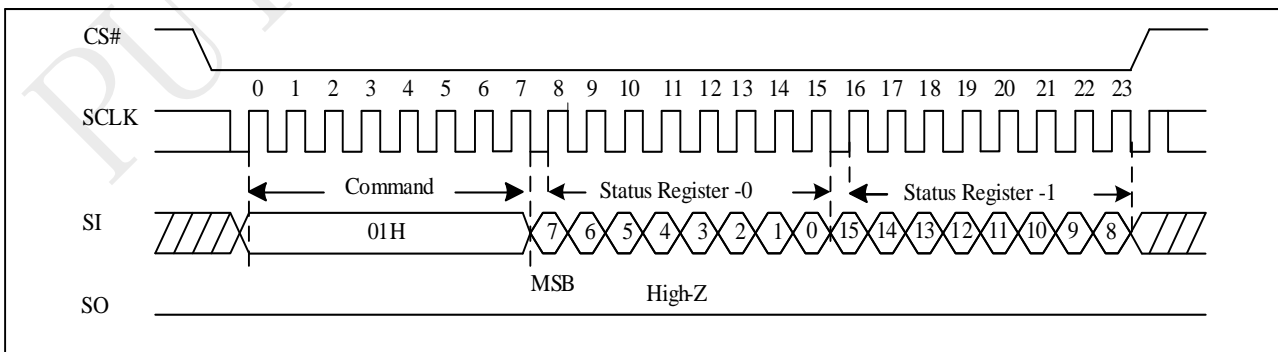 PU
CS#
0 1 2 3 4 5 6 7 8 9 10 11 12 13 14 15 16 17 18 19 20 21 22 23
SCLK
Command Status Register -0 Status Register -1
SI 01H 7 6 5 4 3 2 1 0 15 14 13 12 11 10 9 8
MSB High-Z
SO